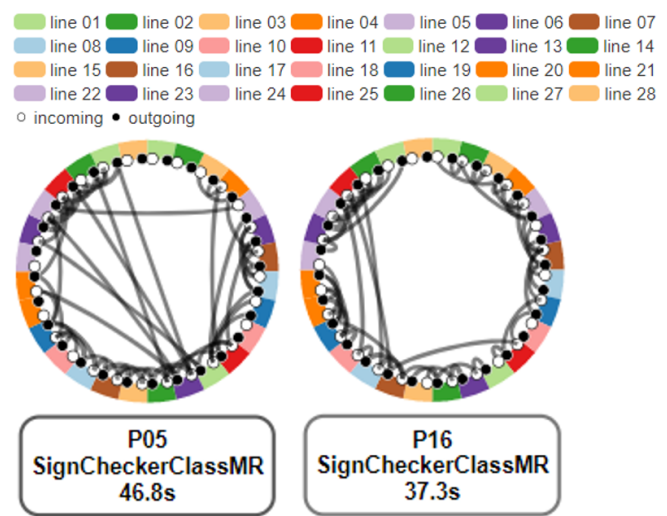 line 01 line 02 line 03 line 04 line 05 line 06 line 07
line 08 line 09 line 10 line 11 line 12 line 13 line 14
line 15 line 16 line 17 line 18 line 19 line 20 line 21
line 22 line 23 line 24 line 25 line 26 line 27 line 28
incoming outgoing
P05
SignCheckerClassMR
46.8s
P16
SignCheckerClassMR
37.3s